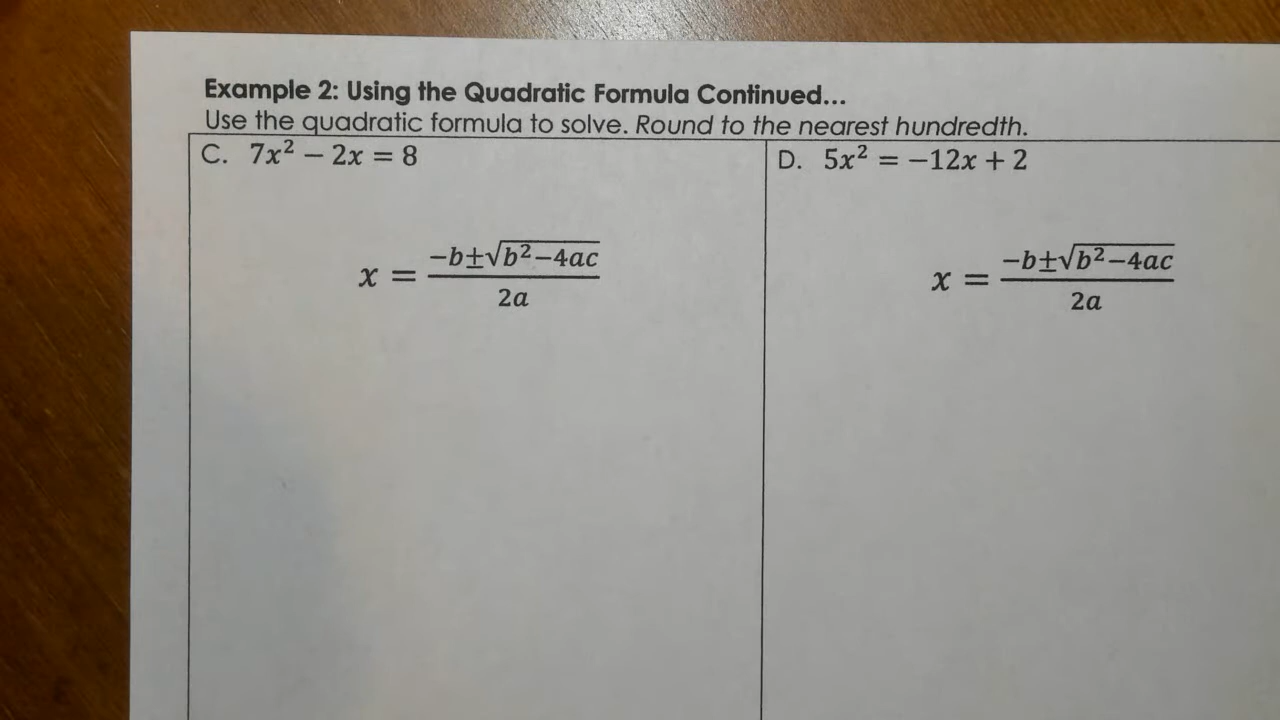 Example 2: Using the Quadratic Formula Continued...
Use the quadratic formula to solve. Round to the nearest hundredth.
C. 7x² − 2x = 8
x = −b±√b²−4ac / 2a
D. 5x² = −12x + 2
x = −b±√b²−4ac / 2a